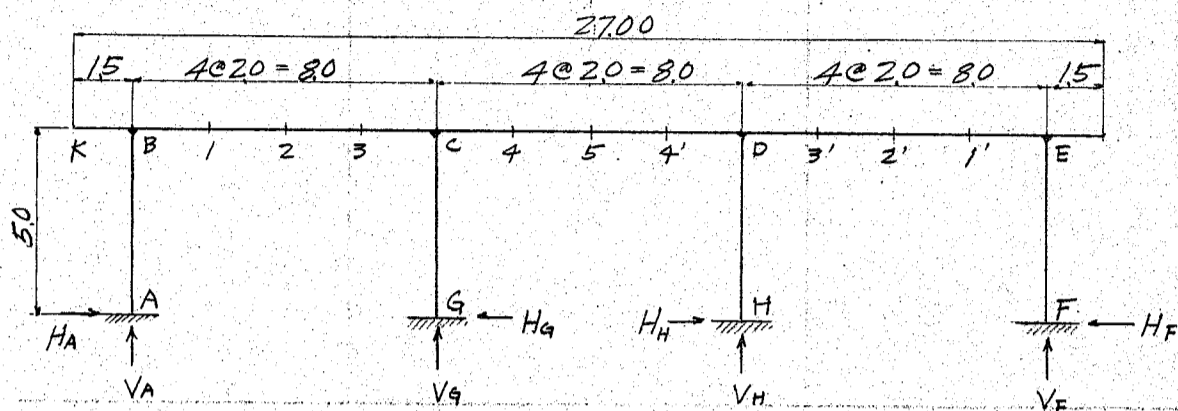 27.00
1.5 4@2.0=8.0 4@2.0=8.0 4@2.0=8.0 1.5
K B 1 2 3 C 4 5 4' D 3' 2' 1' E
5.0
A G H F
HA HG HH HF
VA VG VH VF